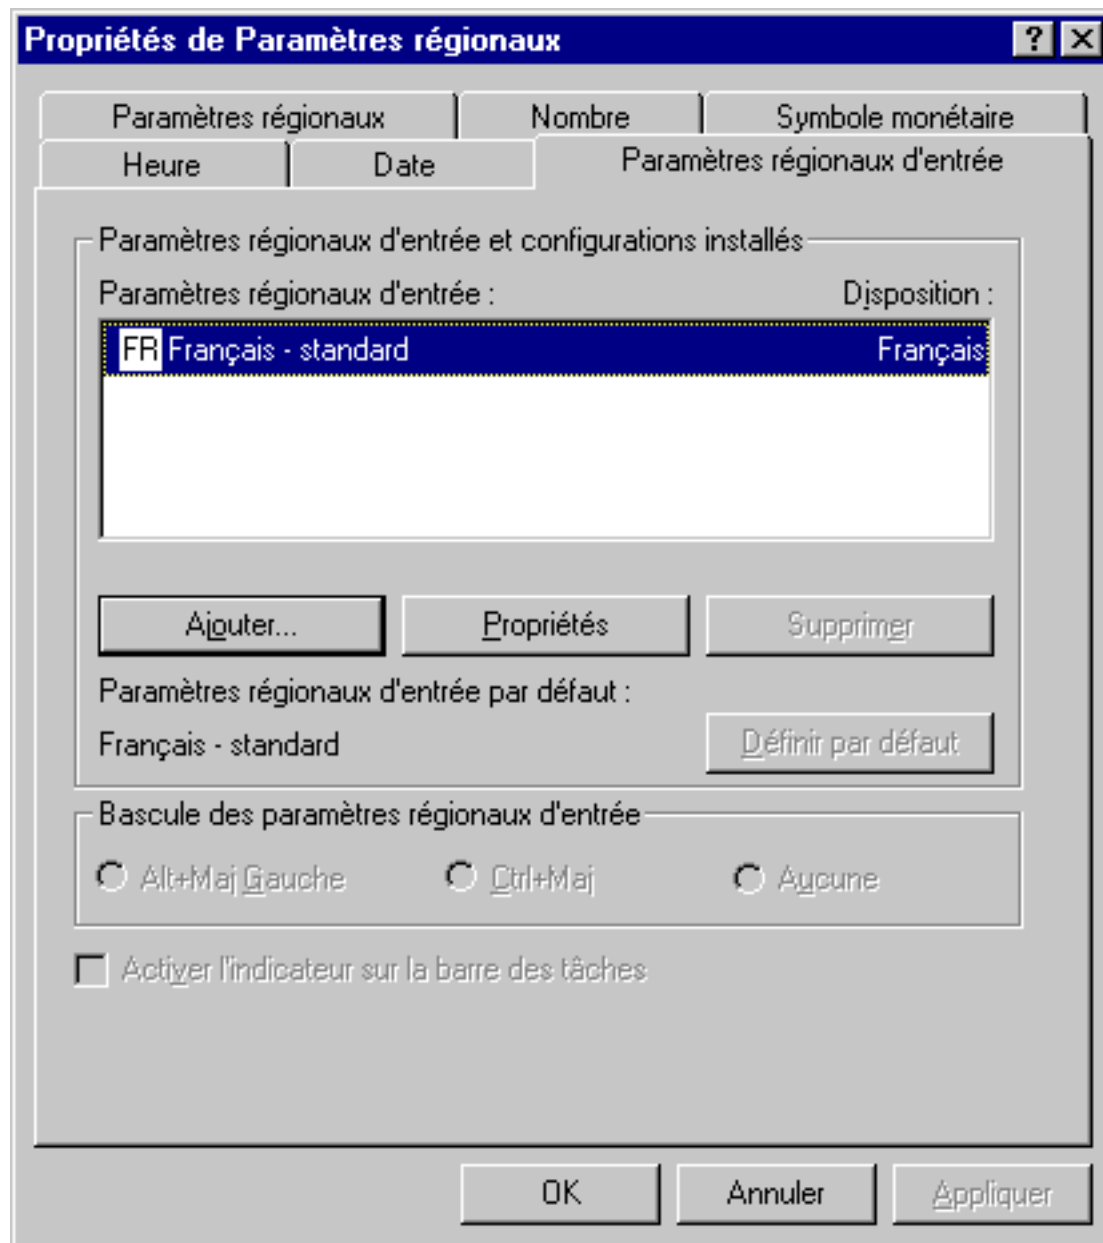 Propriétés de Paramètres régionaux
Paramètres régionaux Nombre Symbole monétaire
Heure Date Paramètres régionaux d'entrée
Paramètres régionaux d'entrée et configurations installés
Paramètres régionaux d'entrée : Disposition :
FR Français - standard Français
Ajouter... Propriétés Supprimer
Paramètres régionaux d'entrée par défaut :
Français - standard Définir par défaut
Bascule des paramètres régionaux d'entrée
Alt+Maj Gauche Ctrl+Maj Aucune
Activer l'indicateur sur la barre des tâches
OK Annuler Appliquer